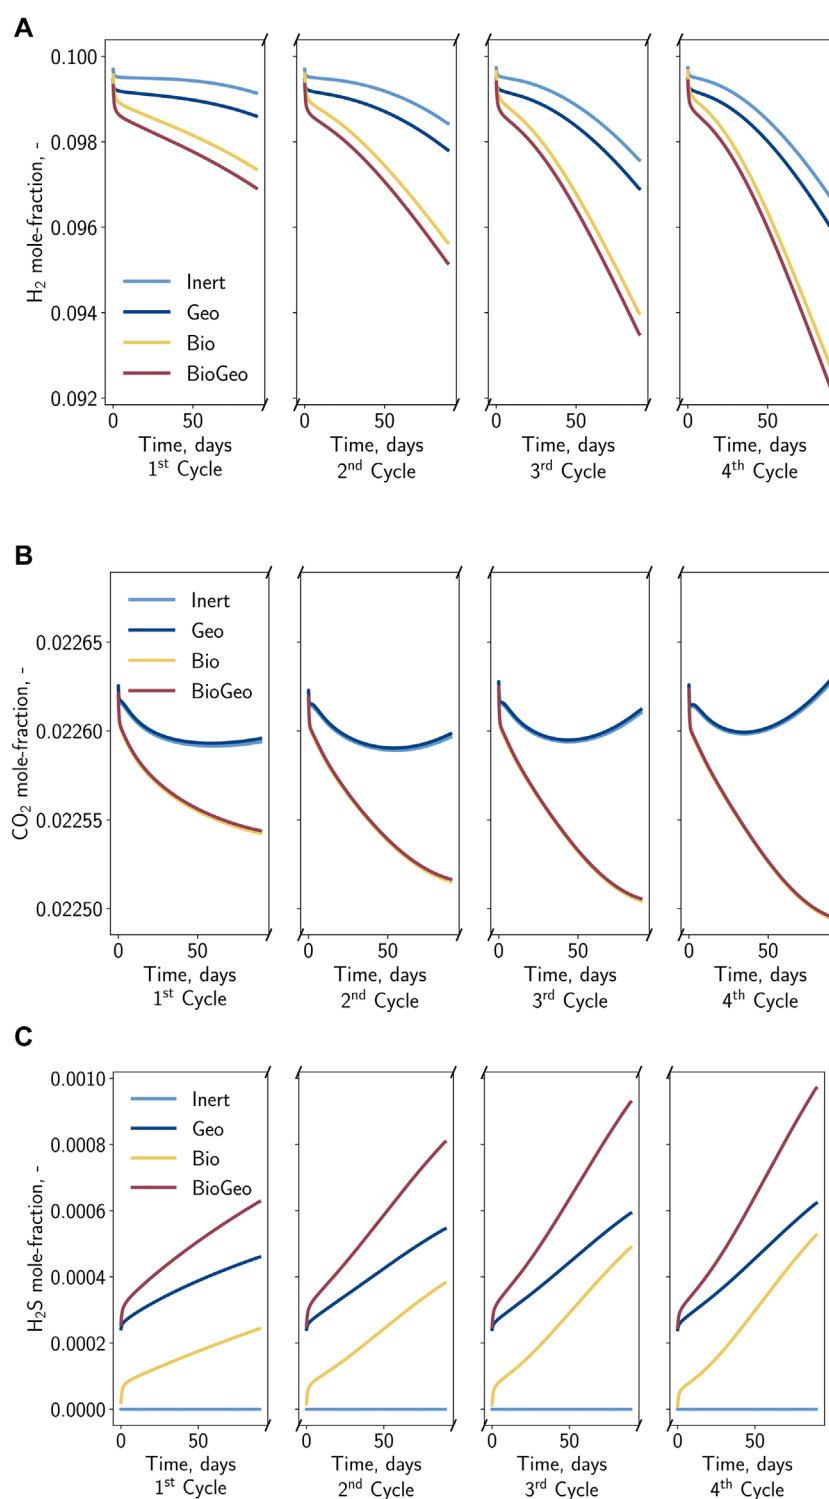 A
H₂ mole-fraction, -
0.100
0.098
0.096
0.094
0.092
Inert
Geo
Bio
BioGeo
0 50 0 50 0 50 0 50
Time, days Time, days Time, days Time, days
1st Cycle 2nd Cycle 3rd Cycle 4th Cycle
B
CO₂ mole-fraction, -
0.02265
0.02260
0.02255
0.02250
Inert
Geo
Bio
BioGeo
0 50 0 50 0 50 0 50
Time, days Time, days Time, days Time, days
1st Cycle 2nd Cycle 3rd Cycle 4th Cycle
C
H₂S mole-fraction, -
0.0010
0.0008
0.0006
0.0004
0.0002
0.0000
Inert
Geo
Bio
BioGeo
0 50 0 50 0 50 0 50
Time, days Time, days Time, days Time, days
1st Cycle 2nd Cycle 3rd Cycle 4th Cycle